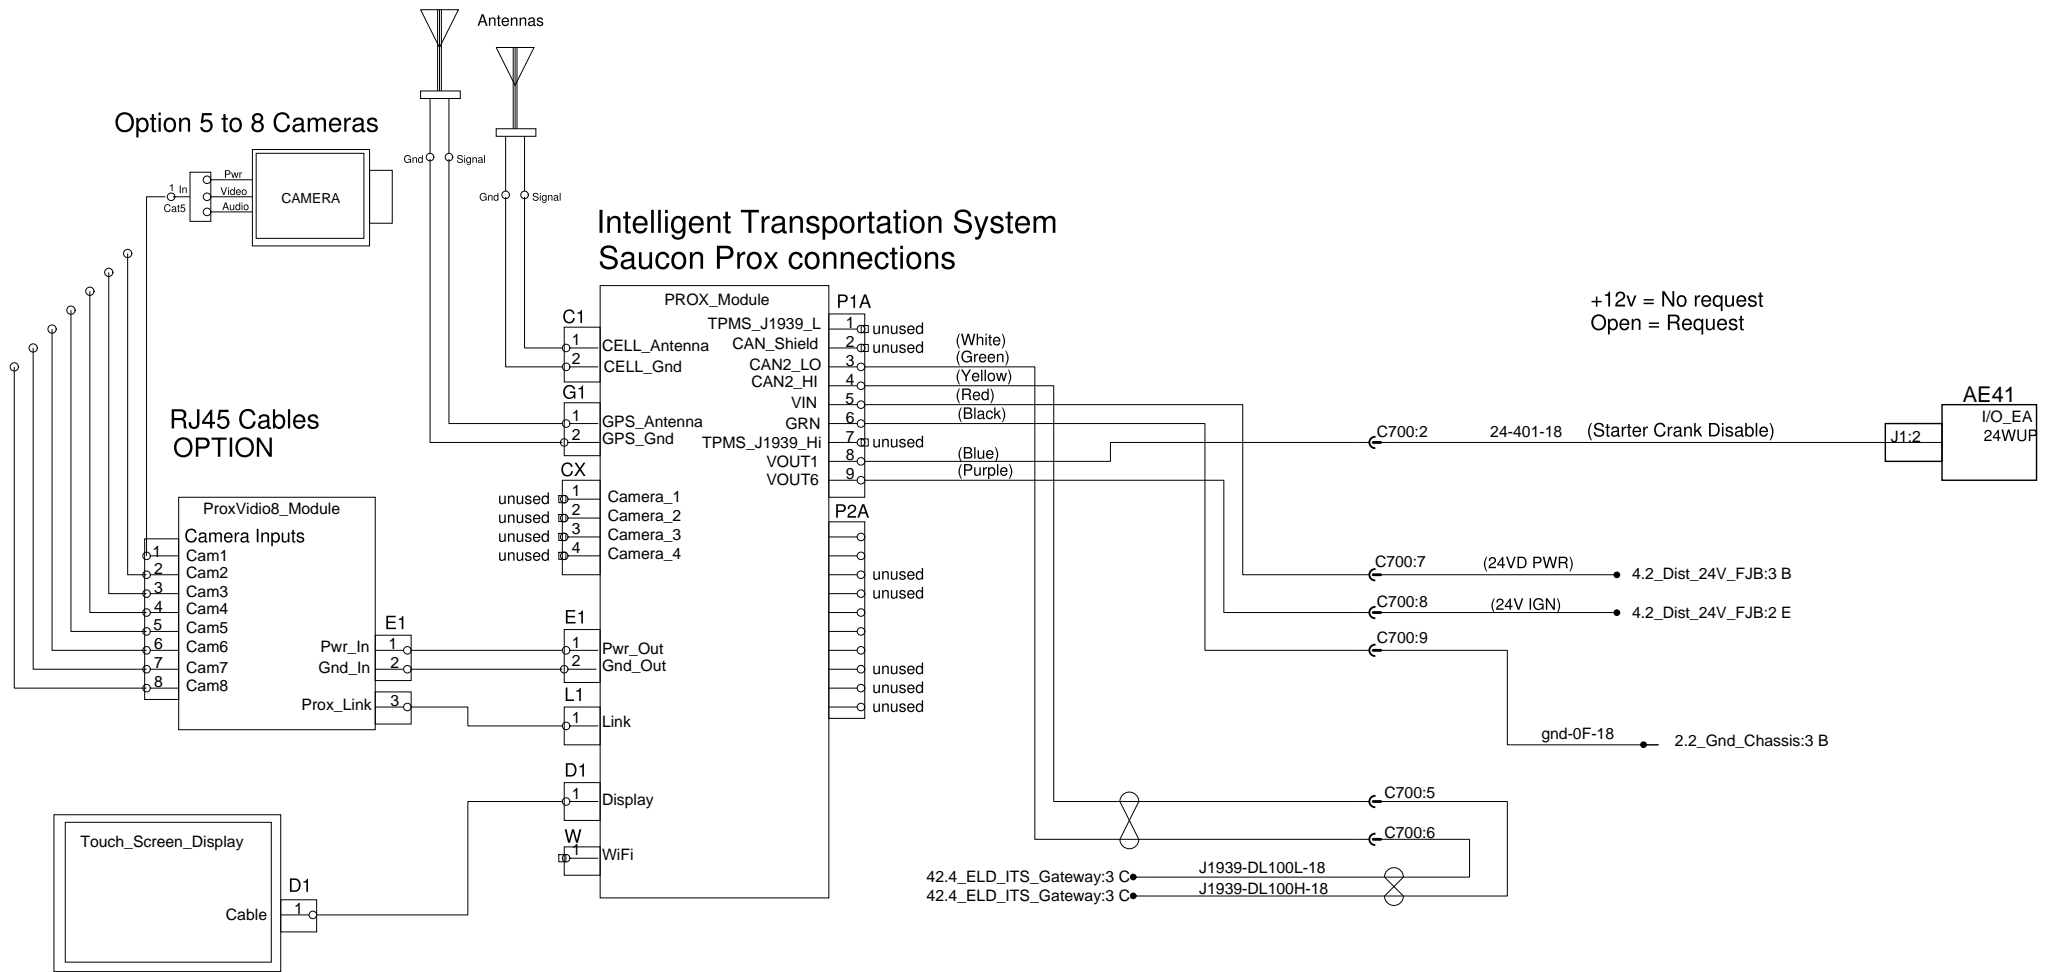 Antennas
Option 5 to 8 Cameras
Gnd
Signal
Gnd
Signal
Pwr
1 In
Video
Cat5
Audio
CAMERA
Intelligent Transportation System
Saucon Prox connections
PROX_Module
P1A
+12v = No request
Open = Request
C1
1
CELL_Antenna
2
CELL_Gnd
G1
1
GPS_Antenna
2
GPS_Gnd
CX
unused 1 Camera_1
unused 2 Camera_2
unused 3 Camera_3
unused 4 Camera_4
E1
1
Pwr_Out
2
Gnd_Out
L1
1
Link
D1
1
Display
W
1
WiFi
TPMS_J1939_L 1 unused
CAN_Shield 2 unused
(White)
CAN2_LO 3 (Green)
CAN2_HI 4 (Yellow)
VIN 5 (Red)
GRN 6 (Black)
TPMS_J1939_Hi 7 unused
VOUT1 8 (Blue)
VOUT6 9 (Purple)
P2A
unused
unused
unused
unused
unused
C700:2
24-401-18
(Starter Crank Disable)
J1:2
AE41
I/O_EA
24WUP
C700:7
(24VD PWR)
4.2_Dist_24V_FJB:3 B
C700:8
(24V IGN)
4.2_Dist_24V_FJB:2 E
C700:9
gnd-0F-18
2.2_Gnd_Chassis:3 B
C700:5
C700:6
42.4_ELD_ITS_Gateway:3 C
J1939-DL100L-18
42.4_ELD_ITS_Gateway:3 C
J1939-DL100H-18
RJ45 Cables
OPTION
ProxVidio8_Module
Camera Inputs
1 Cam1
2 Cam2
3 Cam3
4 Cam4
5 Cam5
6 Cam6
7 Cam7
8 Cam8
E1
Pwr_In 1
Gnd_In 2
Prox_Link 3
Touch_Screen_Display
D1
Cable 1